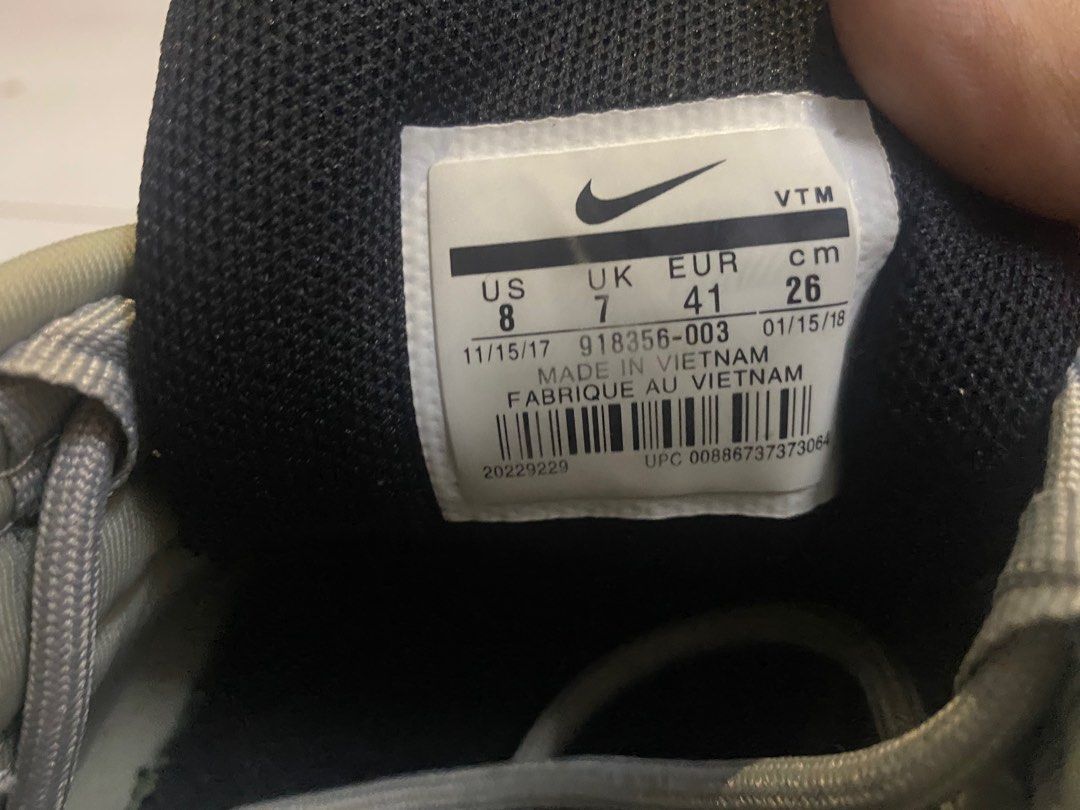 VTM
US UK EUR cm
8 7 41 26
11/15/17 918356-003 01/15/18
MADE IN VIETNAM
FABRIQUE AU VIETNAM
20229229 UPC 00886737373064